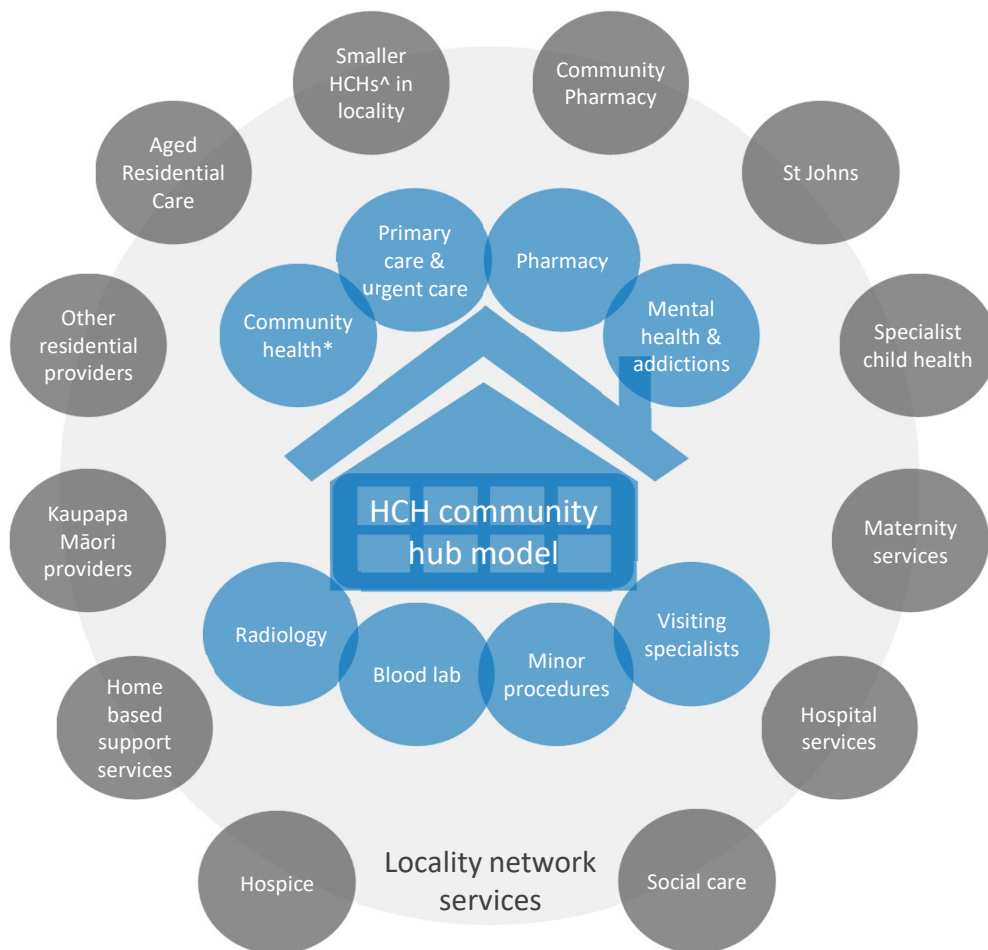 Smaller
HCHs^ in
locality
Community
Pharmacy
Aged
Residential
Care
St Johns
Primary
care &
urgent care
Pharmacy
Community
health*
Mental
health &
addictions
Other
residential
providers
Specialist
child health
HCH community
hub model
Kaupapa
Māori
providers
Maternity
services
Radiology
Blood lab
Minor
procedures
Visiting
specialists
Home
based
support
services
Hospital
services
Hospice
Locality network
services
Social care